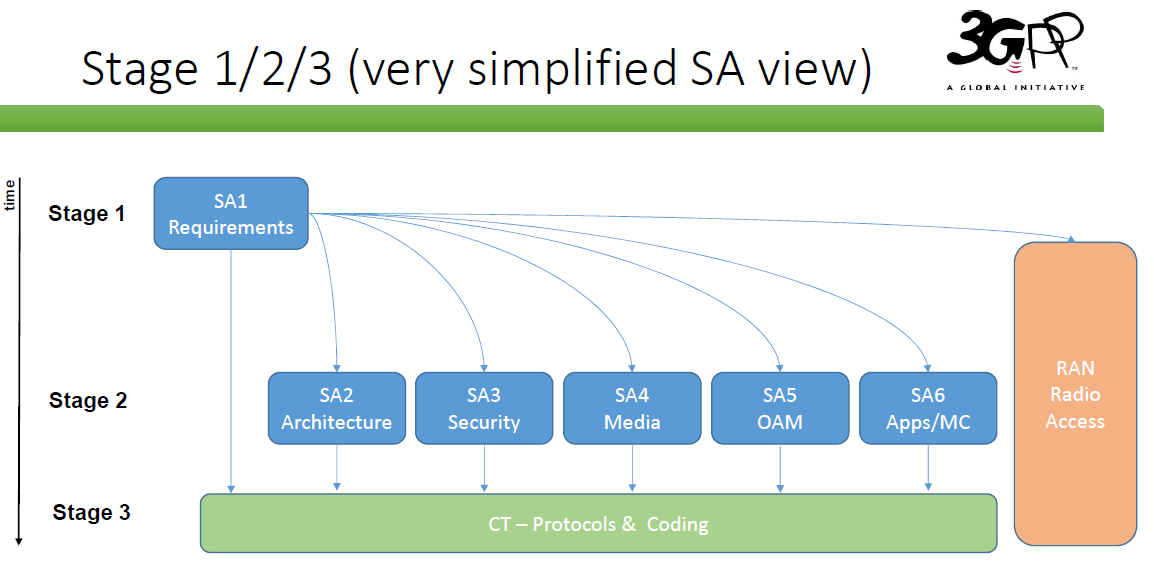 Stage 1/2/3 (very simplified SA view)
3GPP
TM
A GLOBAL INITIATIVE
time
Stage 1
SA1
Requirements
Stage 2
SA2
Architecture
SA3
Security
SA4
Media
SA5
OAM
SA6
Apps/MC
RAN
Radio
Access
Stage 3
CT – Protocols & Coding